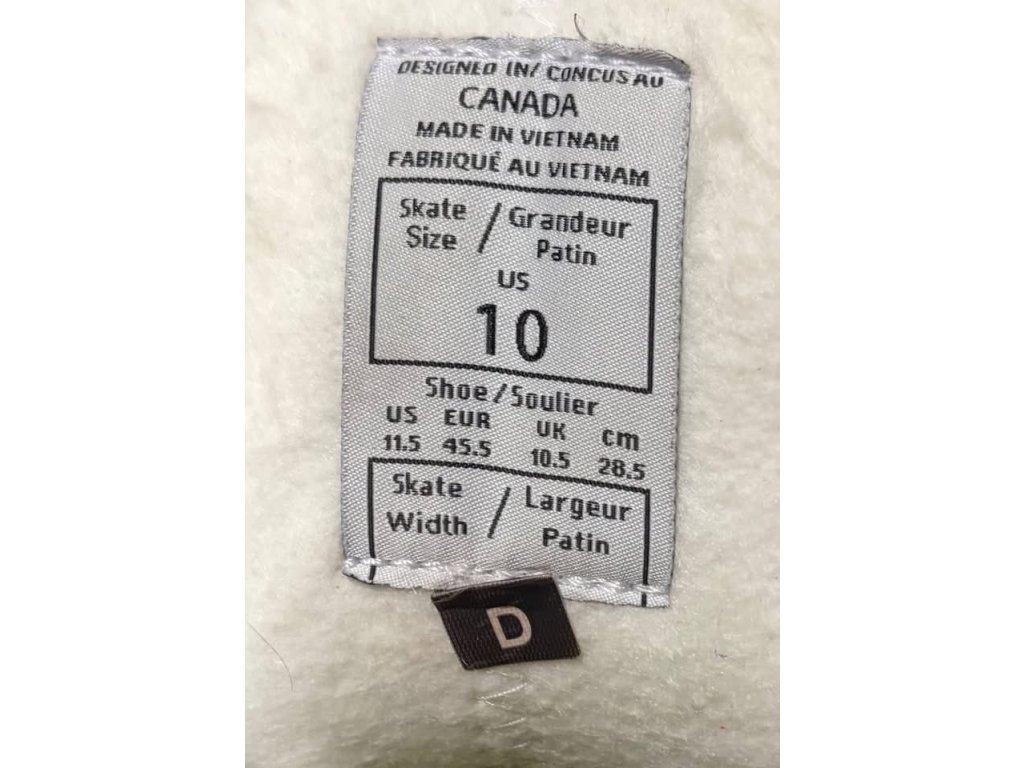 DESIGNED IN/ CONCUS AU
CANADA
MADE IN VIETNAM
FABRIQUÉ AU VIETNAM
Skate Size / Grandeur Patin
US
10
Shoe/Soulier
US EUR UK cm
11.5 45.5 10.5 28.5
Skate Width / Largeur Patin
D